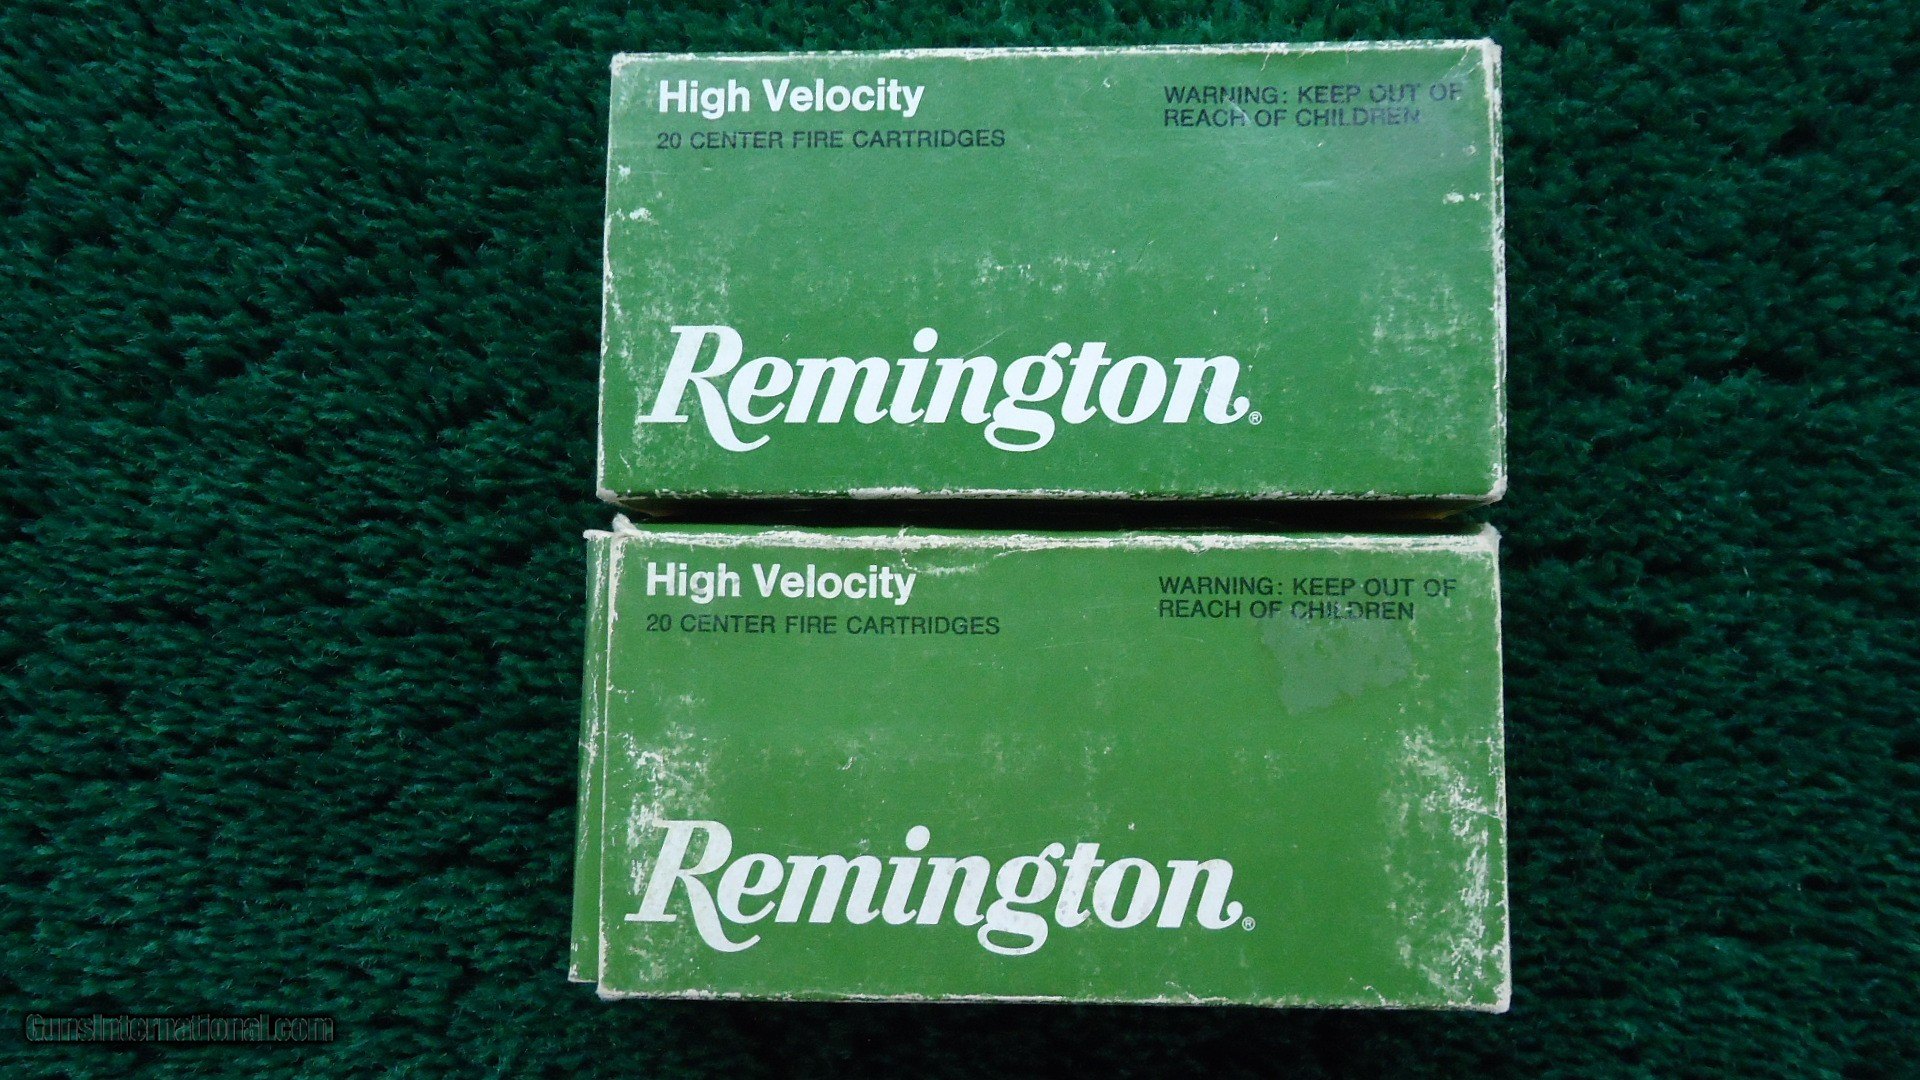 High Velocity
20 CENTER FIRE CARTRIDGES
WARNING: KEEP OUT OF
REACH OF CHILDREN
Remington®
High Velocity
20 CENTER FIRE CARTRIDGES
WARNING: KEEP OUT OF
REACH OF CHILDREN
Remington®
GunsInternational.com